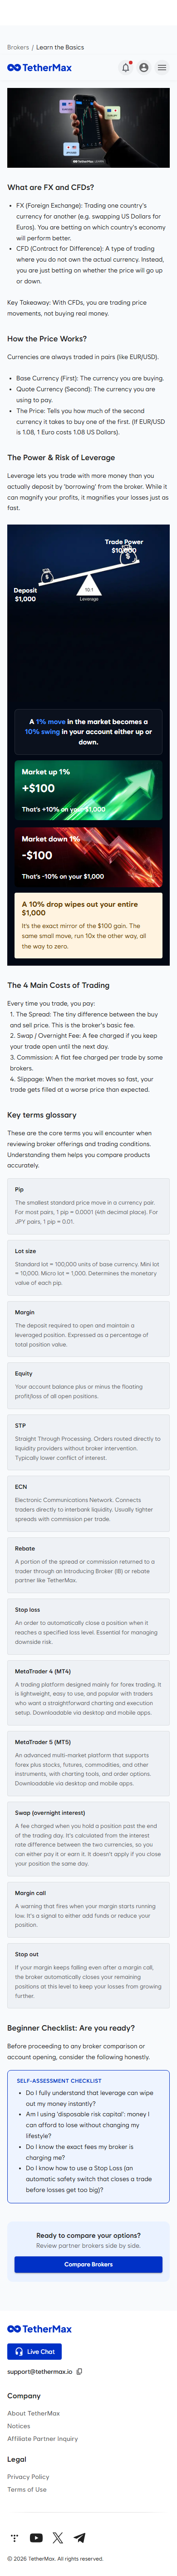 Brokers / Learn the Basics
TetherMax
TetherMax
What are FX and CFDs?
• FX (Foreign Exchange): Trading one country's
currency for another (e.g. swapping US Dollars for
Euros). You are betting on which country's economy
will perform better.
• CFD (Contract for Difference): A type of trading
where you do not own the actual currency. Instead,
you are just betting on whether the price will go up
or down.
Key Takeaway: With CFDs, you are trading price
movements, not buying real money.
How the Price Works?
Currencies are always traded in pairs (like EUR/USD).
• Base Currency (First): The currency you are buying.
• Quote Currency (Second): The currency you are
using to pay.
• The Price: Tells you how much of the second
currency it takes to buy one of the first. (If EUR/USD
is 1.08, 1 Euro costs 1.08 US Dollars).
The Power & Risk of Leverage
Leverage lets you trade with more money than you
actually deposit by 'borrowing' from the broker. While it
can magnify your profits, it magnifies your losses just as
fast.
Trade Power
$10,000
$
$
Deposit
$1,000
10:1
Leverage
A 1% move in the market becomes a
10% swing in your account either up or
down.
Market up 1%
+$100
That's +10% on your $1,000
Market down 1%
-$100
That's -10% on your $1,000
A 10% drop wipes out your entire
$1,000
It's the exact mirror of the $100 gain. The
same small move, run 10x the other way, all
the way to zero.
The 4 Main Costs of Trading
Every time you trade, you pay:
1. The Spread: The tiny difference between the buy
and sell price. This is the broker's basic fee.
2. Swap / Overnight Fee: A fee charged if you keep
your trade open until the next day.
3. Commission: A flat fee charged per trade by some
brokers.
4. Slippage: When the market moves so fast, your
trade gets filled at a worse price than expected.
Key terms glossary
These are the core terms you will encounter when
reviewing broker offerings and trading conditions.
Understanding them helps you compare products
accurately.
Pip
The smallest standard price move in a currency pair.
For most pairs, 1 pip = 0.0001 (4th decimal place). For
JPY pairs, 1 pip = 0.01.
Lot size
Standard lot = 100,000 units of base currency. Mini lot
= 10,000. Micro lot = 1,000. Determines the monetary
value of each pip.
Margin
The deposit required to open and maintain a
leveraged position. Expressed as a percentage of
total position value.
Equity
Your account balance plus or minus the floating
profit/loss of all open positions.
STP
Straight Through Processing. Orders routed directly to
liquidity providers without broker intervention.
Typically lower conflict of interest.
ECN
Electronic Communications Network. Connects
traders directly to interbank liquidity. Usually tighter
spreads with commission per trade.
Rebate
A portion of the spread or commission returned to a
trader through an Introducing Broker (IB) or rebate
partner like TetherMax.
Stop loss
An order to automatically close a position when it
reaches a specified loss level. Essential for managing
downside risk.
MetaTrader 4 (MT4)
A trading platform designed mainly for forex trading. It
is lightweight, easy to use, and popular with traders
who want a straightforward charting and execution
setup. Downloadable via desktop and mobile apps.
MetaTrader 5 (MT5)
An advanced multi-market platform that supports
forex plus stocks, futures, commodities, and other
instruments, with charting tools, and order options.
Downloadable via desktop and mobile apps.
Swap (overnight interest)
A fee charged when you hold a position past the end
of the trading day. It's calculated from the interest
rate difference between the two currencies, so you
can either pay it or earn it. It doesn't apply if you close
your position the same day.
Margin call
A warning that fires when your margin starts running
low. It's a signal to either add funds or reduce your
position.
Stop out
If your margin keeps falling even after a margin call,
the broker automatically closes your remaining
positions at this level to keep your losses from growing
further.
Beginner Checklist: Are you ready?
Before proceeding to any broker comparison or
account opening, consider the following honestly.
SELF-ASSESSMENT CHECKLIST
• Do I fully understand that leverage can wipe
out my money instantly?
• Am I using 'disposable risk capital': money I
can afford to lose without changing my
lifestyle?
• Do I know the exact fees my broker is
charging me?
• Do I know how to use a Stop Loss (an
automatic safety switch that closes a trade
before losses get too big)?
Ready to compare your options?
Review partner brokers side by side.
Compare Brokers
TetherMax
Live Chat
support@tethermax.io
Company
About TetherMax
Notices
Affiliate Partner Inquiry
Legal
Privacy Policy
Terms of Use
© 2026 TetherMax. All rights reserved.